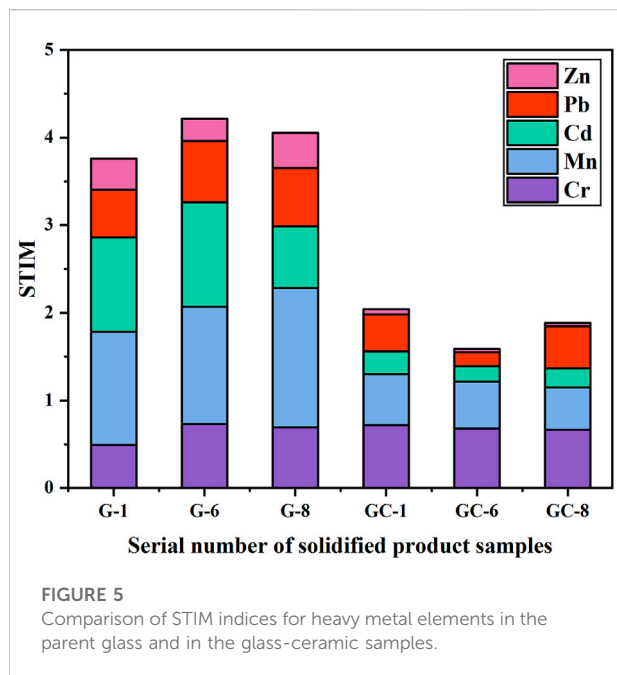 5
4
3
2
1
0
STIM
Zn
Pb
Cd
Mn
Cr
G-1 G-6 G-8 GC-1 GC-6 GC-8
Serial number of solidified product samples
FIGURE 5
Comparison of STIM indices for heavy metal elements in the
parent glass and in the glass-ceramic samples.